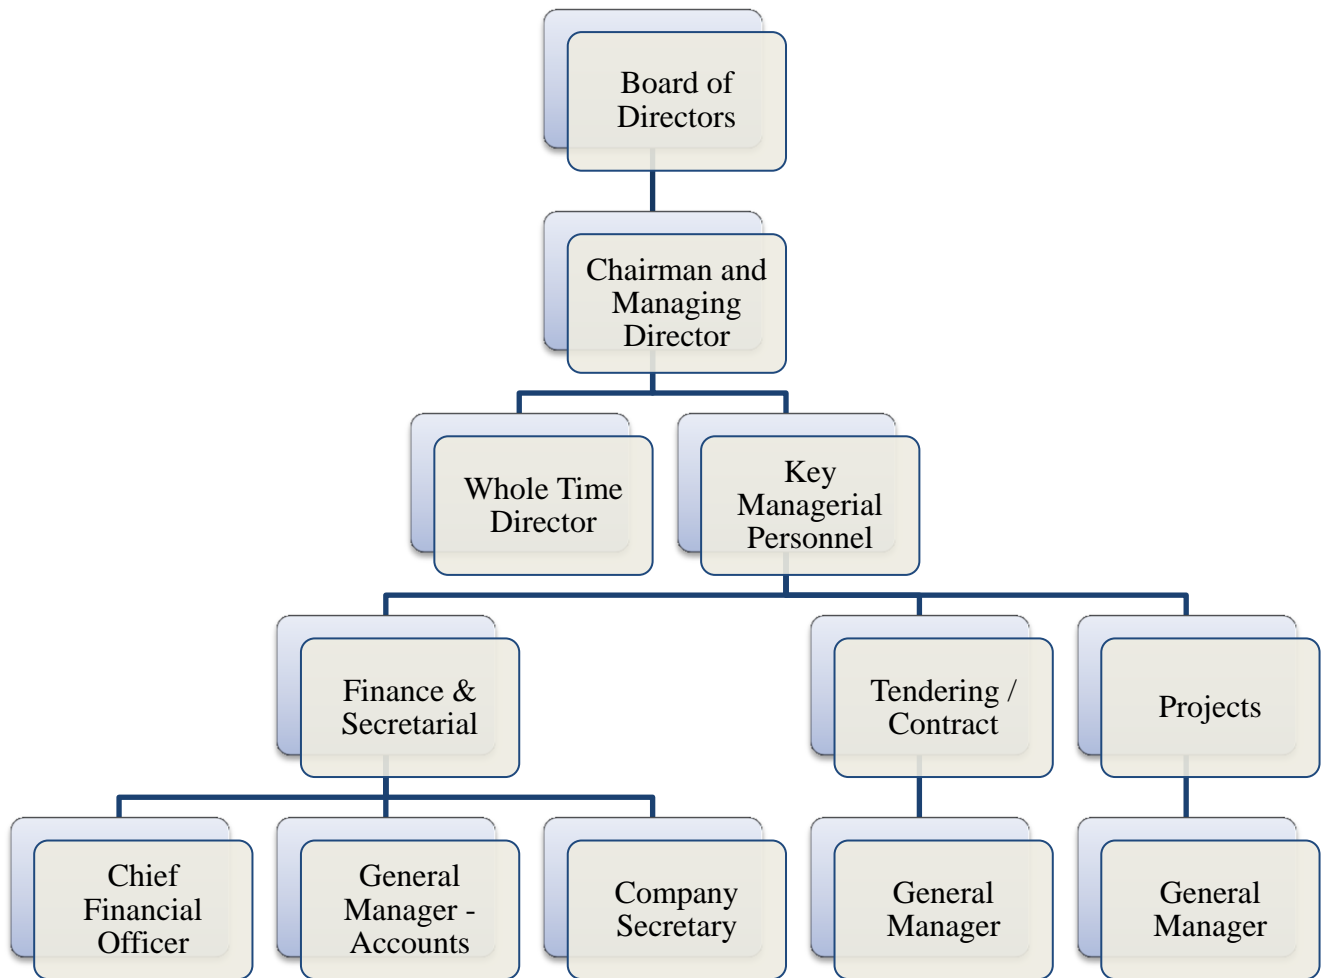 Board of
Directors
Chairman and
Managing
Director
Whole Time
Director
Key
Managerial
Personnel
Finance &
Secretarial
Tendering /
Contract
Projects
Chief
Financial
Officer
General
Manager -
Accounts
Company
Secretary
General
Manager
General
Manager